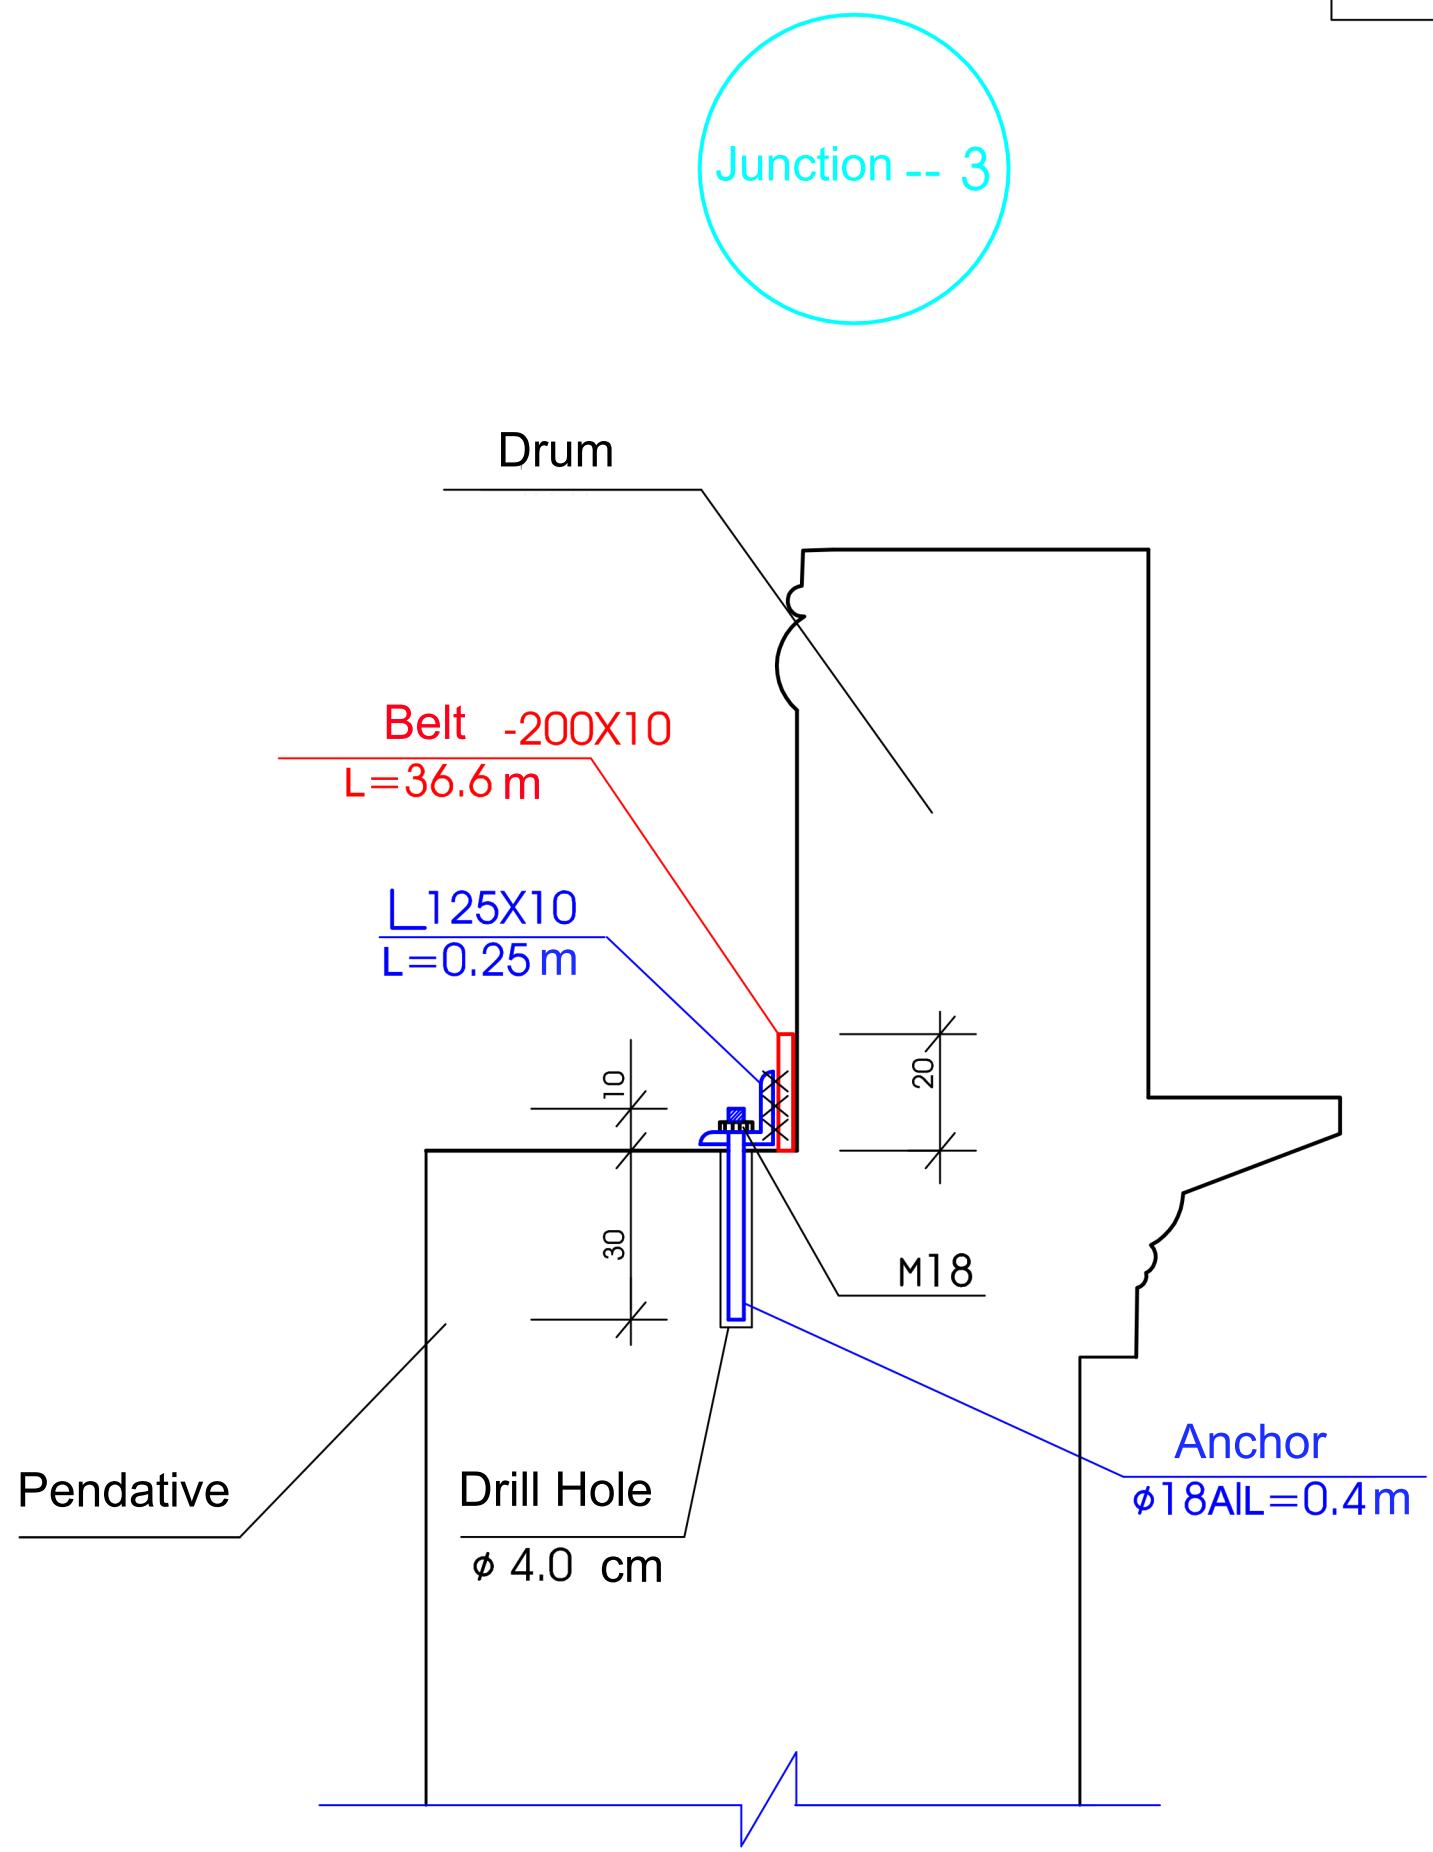 Junction -- 3
Drum
Belt -200X10
L=36.6 m
L125X10
L=0.25 m
10
20
30
M18
Pendative
Drill Hole
ϕ 4.0 cm
Anchor
ϕ18AIL=0.4 m